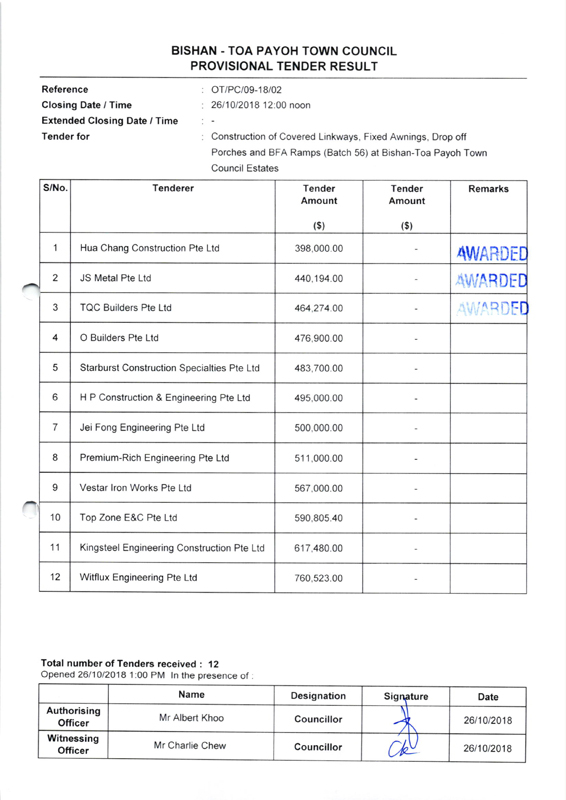 BISHAN - TOA PAYOH TOWN COUNCIL
PROVISIONAL TENDER RESULT
Reference : OT/PC/09-18/02
Closing Date / Time : 26/10/2018 12:00 noon
Extended Closing Date / Time : -
Tender for : Construction of Covered Linkways, Fixed Awnings, Drop off
Porches and BFA Ramps (Batch 56) at Bishan-Toa Payoh Town
Council Estates
S/No. Tenderer Tender Tender Remarks
Amount Amount
($) ($)
1 Hua Chang Construction Pte Ltd 398,000.00 - AWARDED
2 JS Metal Pte Ltd 440,194.00 - AWARDED
3 TQC Builders Pte Ltd 464,274.00 - AWARDED
4 O Builders Pte Ltd 476,900.00 -
5 Starburst Construction Specialties Pte Ltd 483,700.00 -
6 H P Construction & Engineering Pte Ltd 495,000.00 -
7 Jei Fong Engineering Pte Ltd 500,000.00 -
8 Premium-Rich Engineering Pte Ltd 511,000.00 -
9 Vestar Iron Works Pte Ltd 567,000.00 -
10 Top Zone E&C Pte Ltd 590,805.40 -
11 Kingsteel Engineering Construction Pte Ltd 617,480.00 -
12 Witflux Engineering Pte Ltd 760,523.00 -
Total number of Tenders received : 12
Opened 26/10/2018 1:00 PM In the presence of :
Name Designation Signature Date
Authorising
Officer Mr Albert Khoo Councillor 26/10/2018
Witnessing
Officer Mr Charlie Chew Councillor 26/10/2018